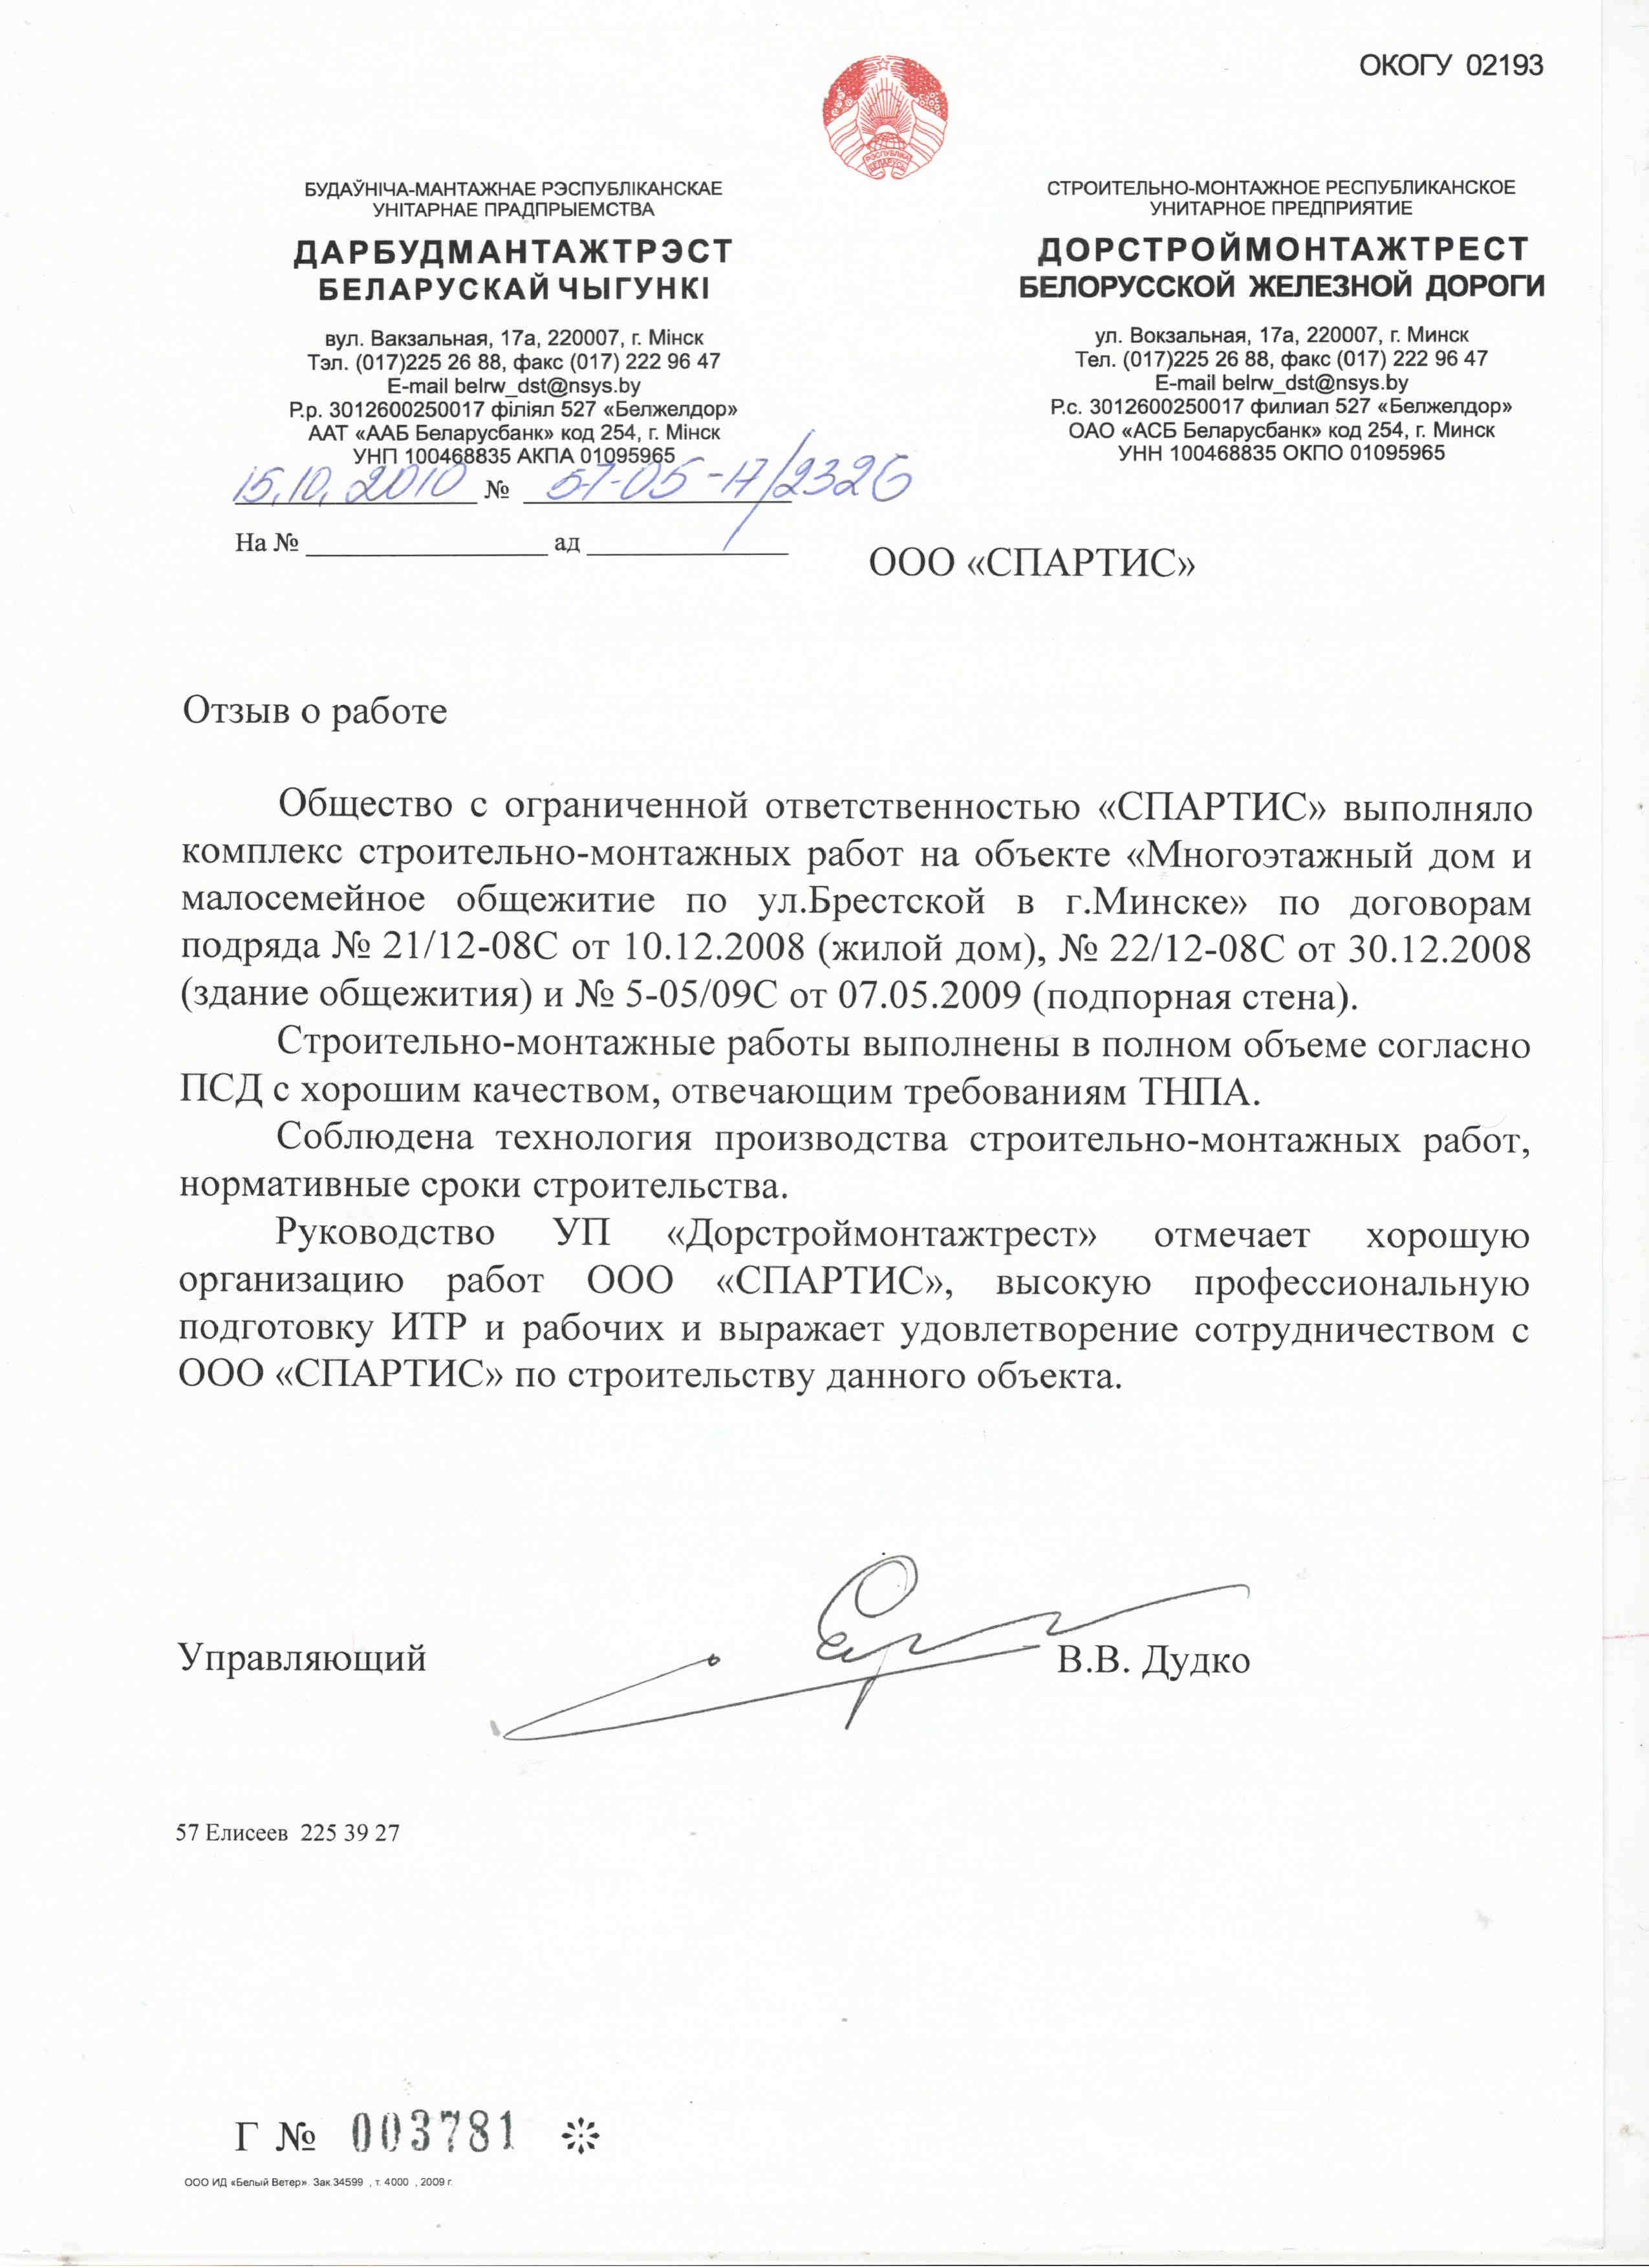 ОКОГУ 02193
РЭСПУБЛІКА
БЕЛАРУСЬ
БУДАЎНІЧА-МАНТАЖНАЕ РЭСПУБЛІКАНСКАЕ
УНІТАРНАЕ ПРАДПРЫЕМСТВА
ДАРБУДМАНТАЖТРЭСТ
БЕЛАРУСКАЙ ЧЫГУНКІ
вул. Вакзальная, 17а, 220007, г. Мінск
Тэл. (017)225 26 88, факс (017) 222 96 47
E-mail belrw_dst@nsys.by
Р.р. 3012600250017 філіял 527 «Белжелдор»
ААТ «ААБ Беларусбанк» код 254, г. Мінск
УНП 100468835 АКПА 01095965
15.10.2010 № 57-05-17/2326
На № ад
СТРОИТЕЛЬНО-МОНТАЖНОЕ РЕСПУБЛИКАНСКОЕ
УНИТАРНОЕ ПРЕДПРИЯТИЕ
ДОРСТРОЙМОНТАЖТРЕСТ
БЕЛОРУССКОЙ ЖЕЛЕЗНОЙ ДОРОГИ
ул. Вокзальная, 17а, 220007, г. Минск
Тел. (017)225 26 88, факс (017) 222 96 47
E-mail belrw_dst@nsys.by
Р.с. 3012600250017 филиал 527 «Белжелдор»
ОАО «АСБ Беларусбанк» код 254, г. Минск
УНН 100468835 ОКПО 01095965
ООО «СПАРТИС»
Отзыв о работе
Общество с ограниченной ответственностью «СПАРТИС» выполняло
комплекс строительно-монтажных работ на объекте «Многоэтажный дом и
малосемейное общежитие по ул.Брестской в г.Минске» по договорам
подряда № 21/12-08С от 10.12.2008 (жилой дом), № 22/12-08С от 30.12.2008
(здание общежития) и № 5-05/09С от 07.05.2009 (подпорная стена).
Строительно-монтажные работы выполнены в полном объеме согласно
ПСД с хорошим качеством, отвечающим требованиям ТНПА.
Соблюдена технология производства строительно-монтажных работ,
нормативные сроки строительства.
Руководство УП «Дорстроймонтажтрест» отмечает хорошую
организацию работ ООО «СПАРТИС», высокую профессиональную
подготовку ИТР и рабочих и выражает удовлетворение сотрудничеством с
ООО «СПАРТИС» по строительству данного объекта.
Управляющий В.В. Дудко
57 Елисеев 225 39 27
Г № 003781
ООО ИД «Белый Ветер» Зак.34599 , т. 4000 , 2009 г.